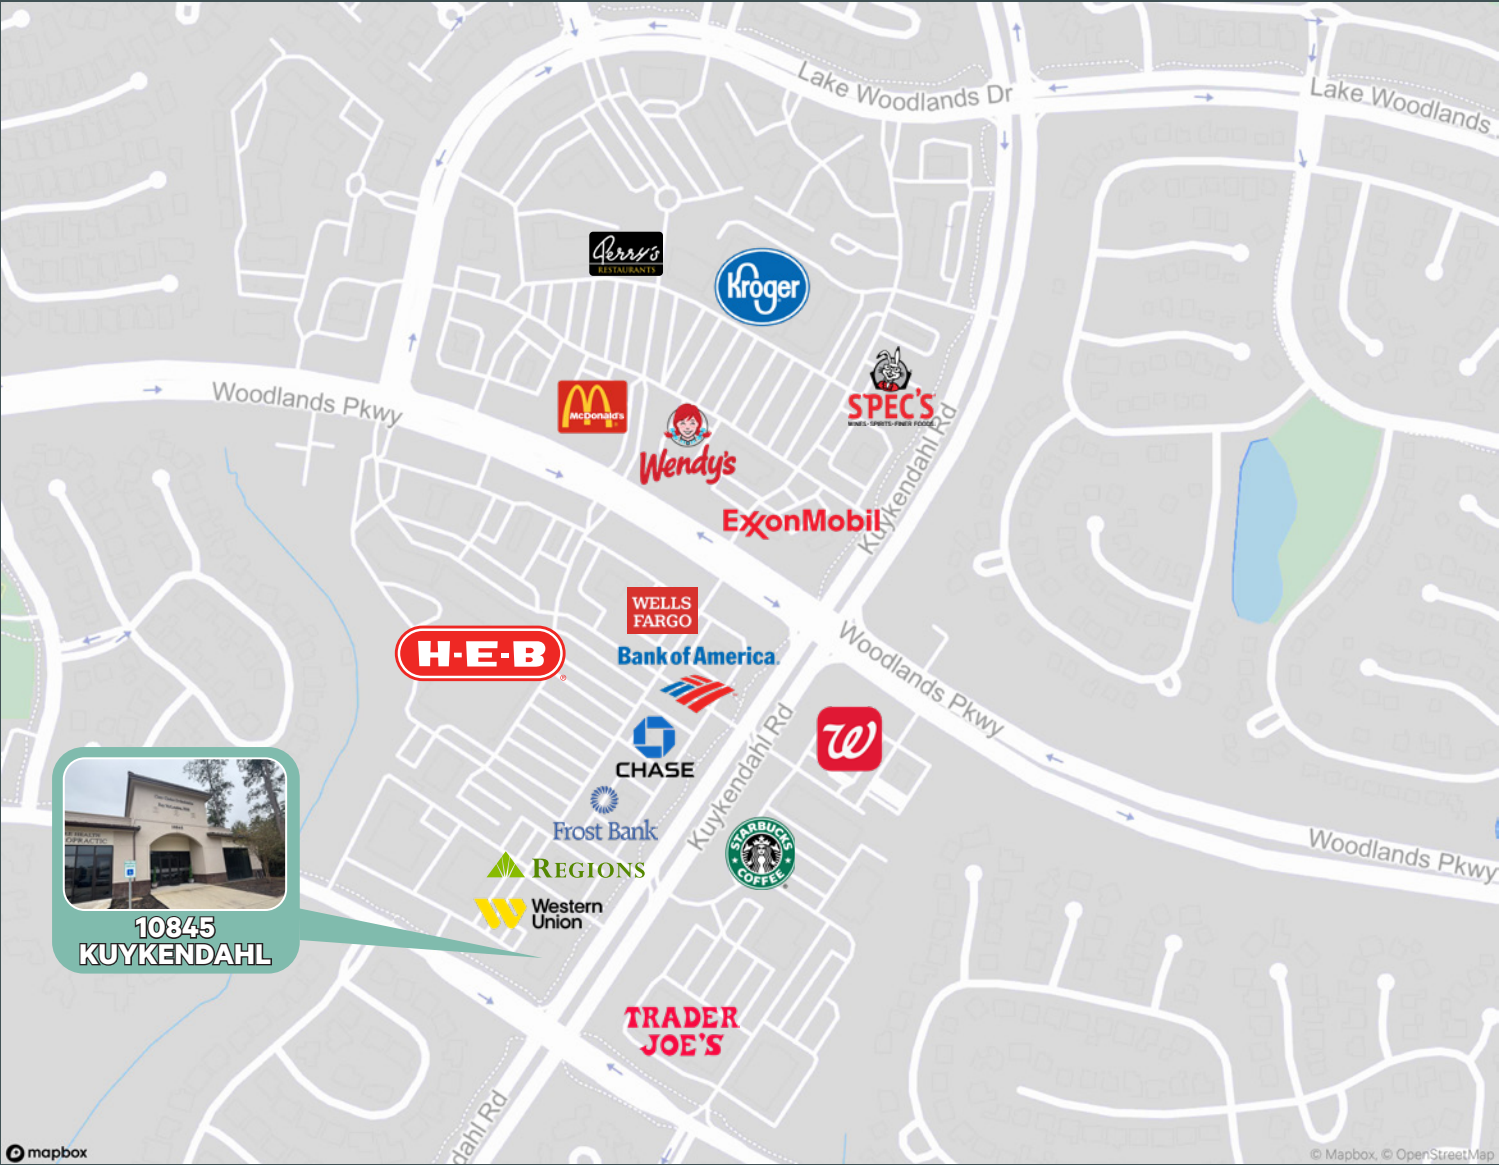 Lake Woodlands Dr
Lake Woodlands
Perry's
RESTAURANTS
Kroger
Woodlands Pkwy
McDonald's
Wendy's
SPEC'S
WINES·SPIRITS·FINER FOODS
Kuykendahl Rd
ExxonMobil
WELLS
FARGO
H-E-B
Bank of America
Woodlands Pkwy
CHASE
Kuykendahl Rd
W
Frost Bank
STARBUCKS
COFFEE
REGIONS
Woodlands Pkwy
Western
Union
HEALTH
OPRACTIC
10845
KUYKENDAHL
TRADER
JOE'S
dahl Rd
mapbox
© Mapbox, © OpenStreetMap